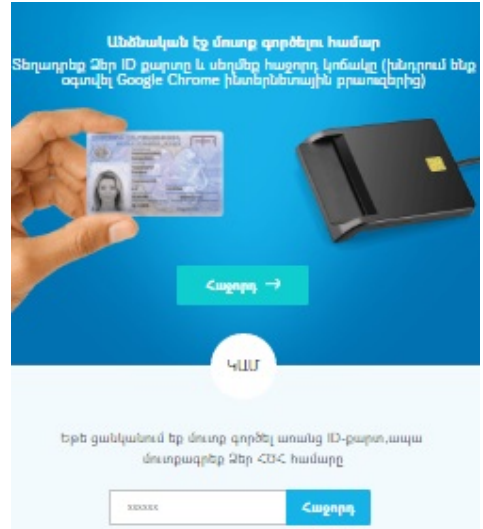 Անձնական էջ մուտք գործելու համար
Տեղադրեք Ձեր ID քարտը և սեղմեք հաջորդ կոճակը (խնդրում ենք
օգտվել Google Chrome ինտերնետային բրաուզերից)
Հաջորդ →
ԿԱՄ
Եթե ցանկանում եք մուտք գործել առանց ID-քարտ,ապա
մուտքագրեք Ձեր ՀԾՀ համարը
xxxxxx
Հաջորդ